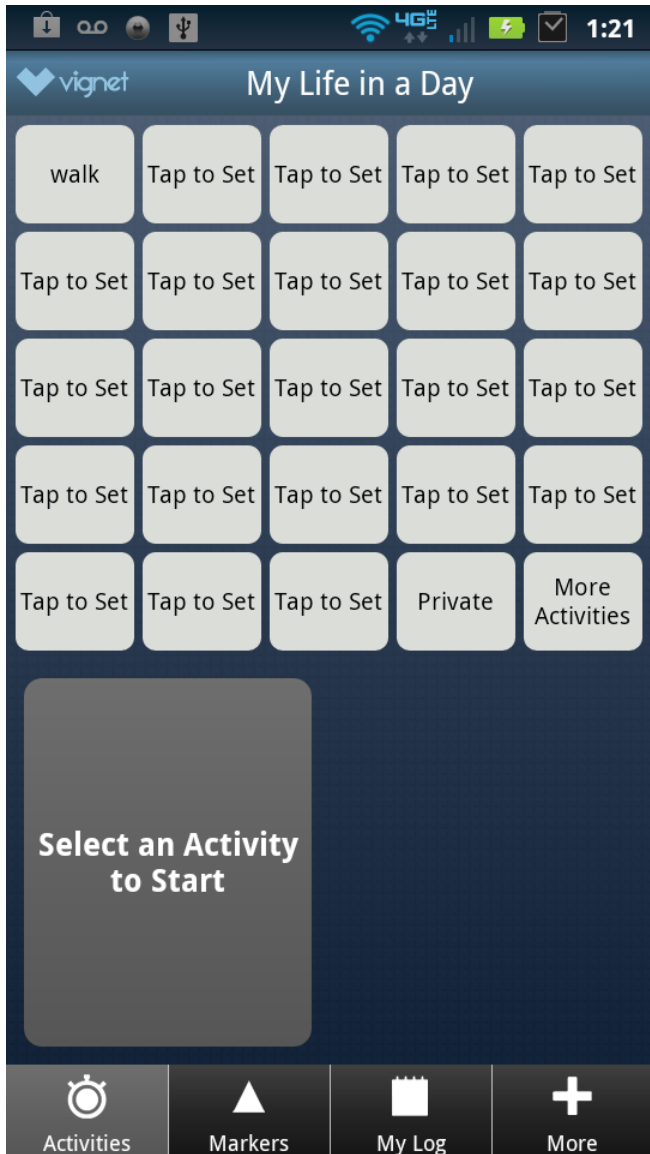 4G LTE 1:21
vignet My Life in a Day
walk Tap to Set Tap to Set Tap to Set Tap to Set
Tap to Set Tap to Set Tap to Set Tap to Set Tap to Set
Tap to Set Tap to Set Tap to Set Tap to Set Tap to Set
Tap to Set Tap to Set Tap to Set Tap to Set Tap to Set
Tap to Set Tap to Set Tap to Set Private More
Activities
Select an Activity
to Start
Activities Markers My Log More